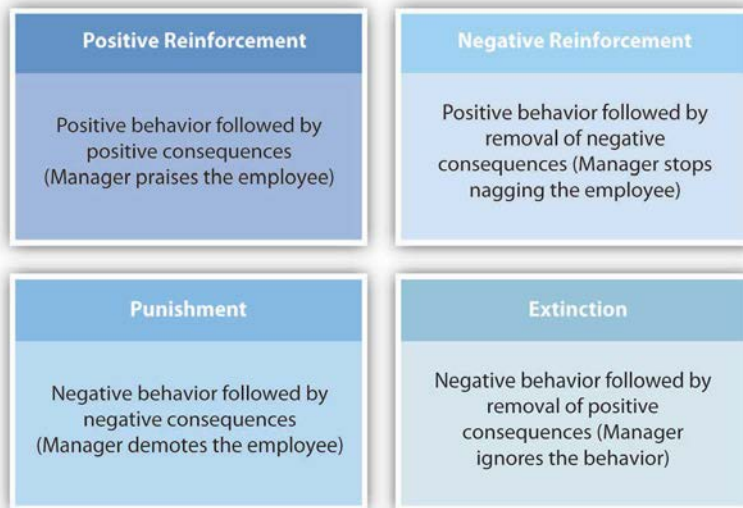 Positive Reinforcement
Positive behavior followed by
positive consequences
(Manager praises the employee)
Negative Reinforcement
Positive behavior followed by
removal of negative
consequences (Manager stops
nagging the employee)
Punishment
Negative behavior followed by
negative consequences
(Manager demotes the employee)
Extinction
Negative behavior followed by
removal of positive
consequences (Manager
ignores the behavior)